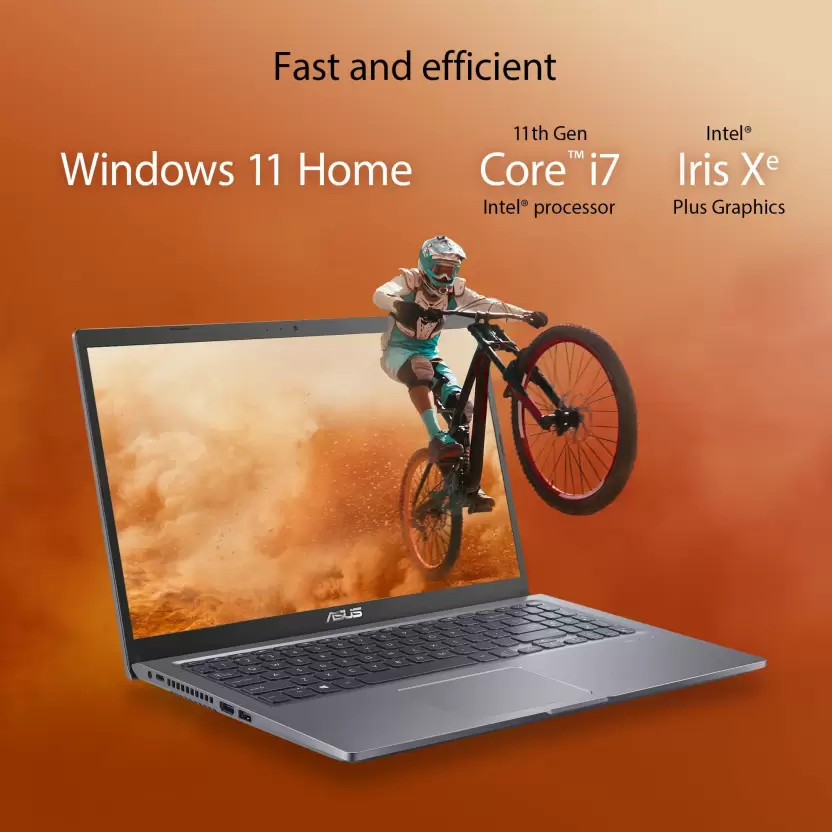 Fast and efficient
Windows 11 Home
11th Gen
Core™ i7
Intel® processor
Intel®
Iris Xe
Plus Graphics
ASUS